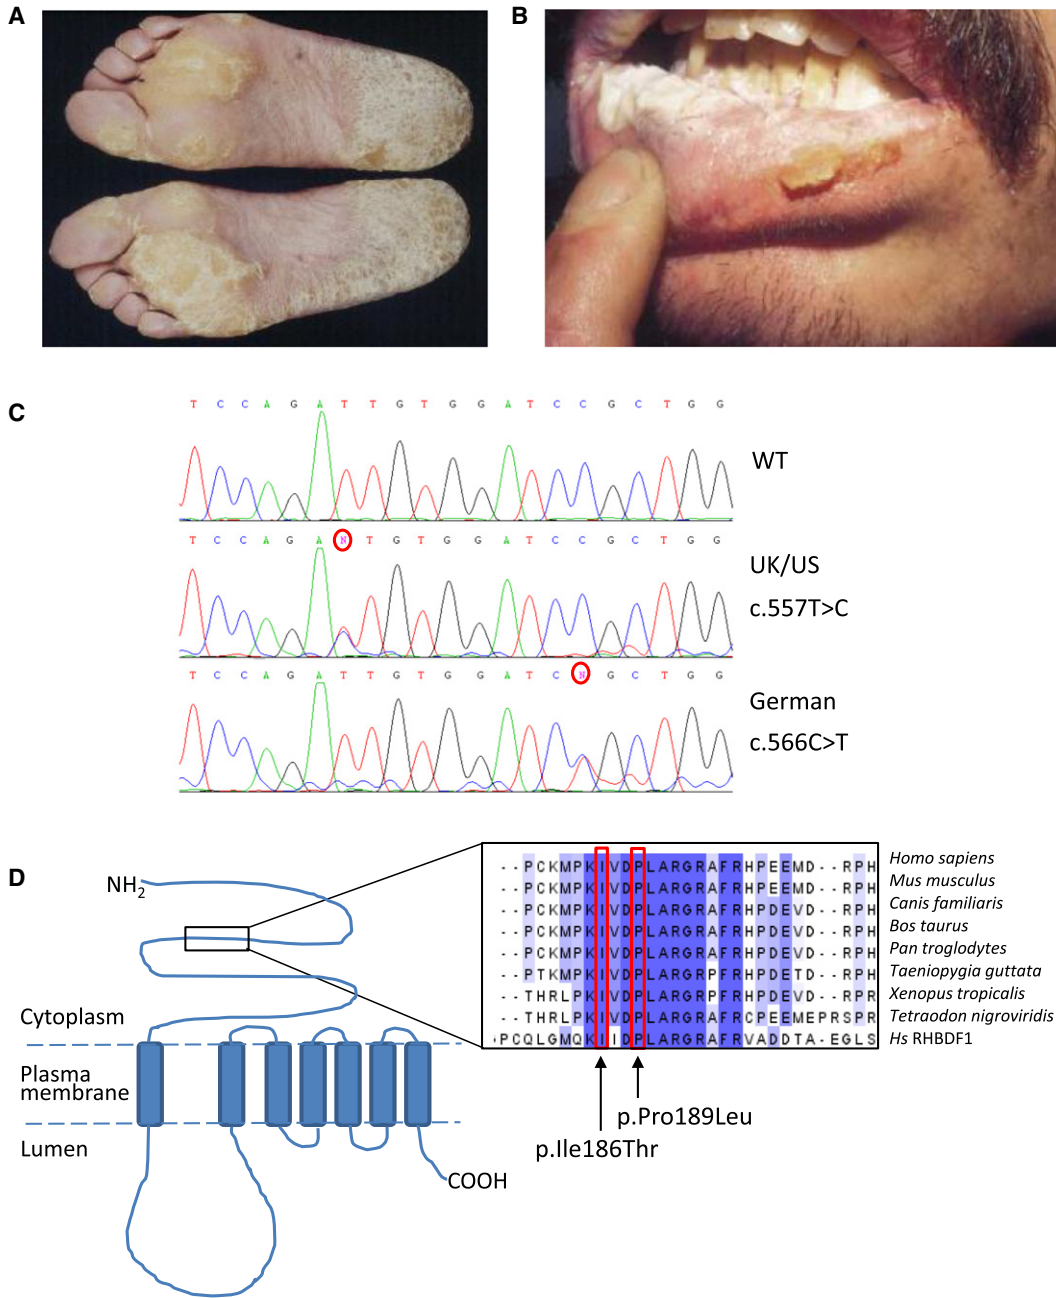 A
B
C
T C C A G A T T G T G G A T C C G C T G G
WT
T C C A G A N T G T G G A T C C G C T G G
UK/US
c.557T>C
T C C A G A T T G T G G A T C N G C T G G
German
c.566C>T
D
NH2
Cytoplasm
Plasma
membrane
Lumen
COOH
--PCKMPKIVDPLARGRAFRHPEEMD--RPH Homo sapiens
--PCKMPKIVDPLARGRAFRHPEEMD--RPH Mus musculus
--PCKMPKIVDPLARGRAFRHPDEVD--RPH Canis familiaris
--PCKMPKIVDPLARGRAFRHPDEVD--RPH Bos taurus
--PCKMPKIVDPLARGRAFRHPEEMD--RPH Pan troglodytes
--PTKMPKIVDPLARGRPFRHPDETD--RPH Taeniopygia guttata
--THRLPKIVDPLARGRPFRHPDEVD--RPR Xenopus tropicalis
--THRLPKIVDPLARGRAFRCPEEMEPRSPR Tetraodon nigroviridis
PCQLGMQKIIDPLARGRAFRVADDTA-EGLS Hs RHBDF1
p.Pro189Leu
p.Ile186Thr